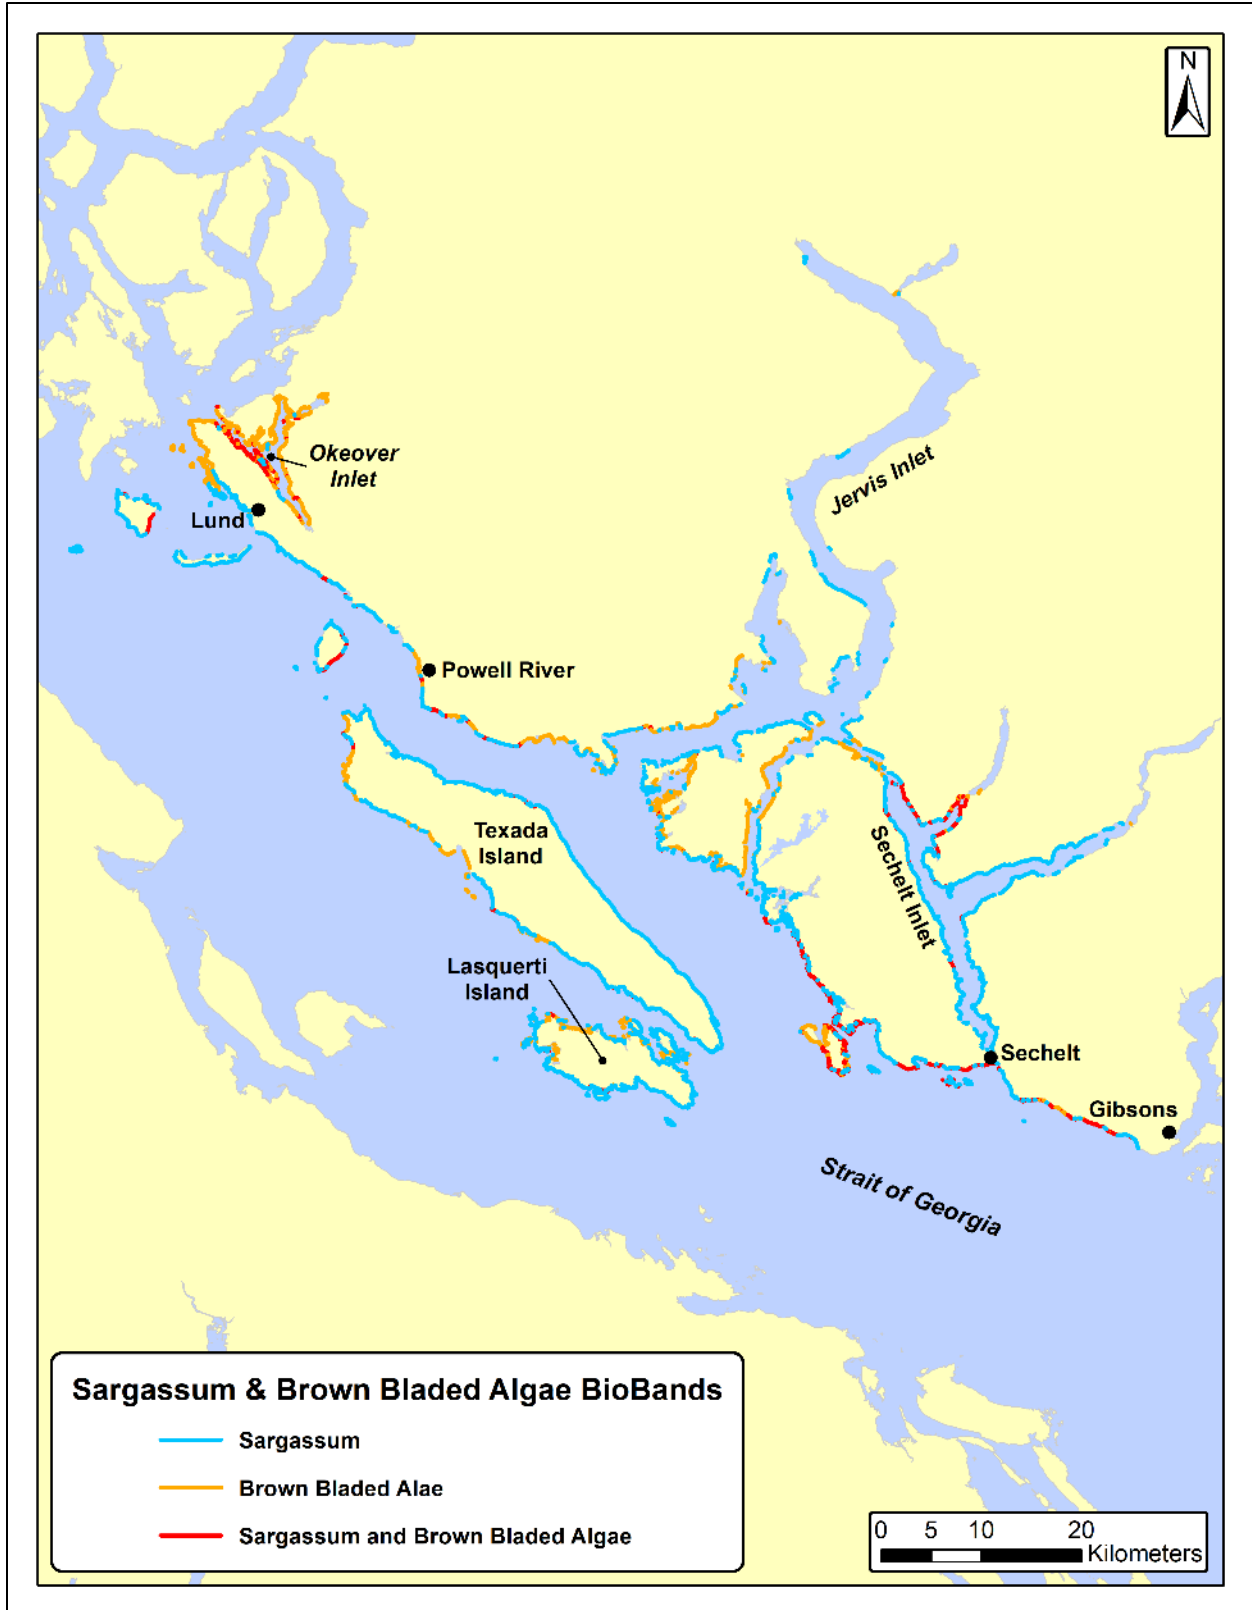 N
Okeover
Inlet
Jervis Inlet
Lund
Powell River
Texada
Island
Sechelt Inlet
Lasquerti
Island
Sechelt
Gibsons
Strait of Georgia
Sargassum & Brown Bladed Algae BioBands
Sargassum
Brown Bladed Alae
Sargassum and Brown Bladed Algae
0 5 10 20
Kilometers